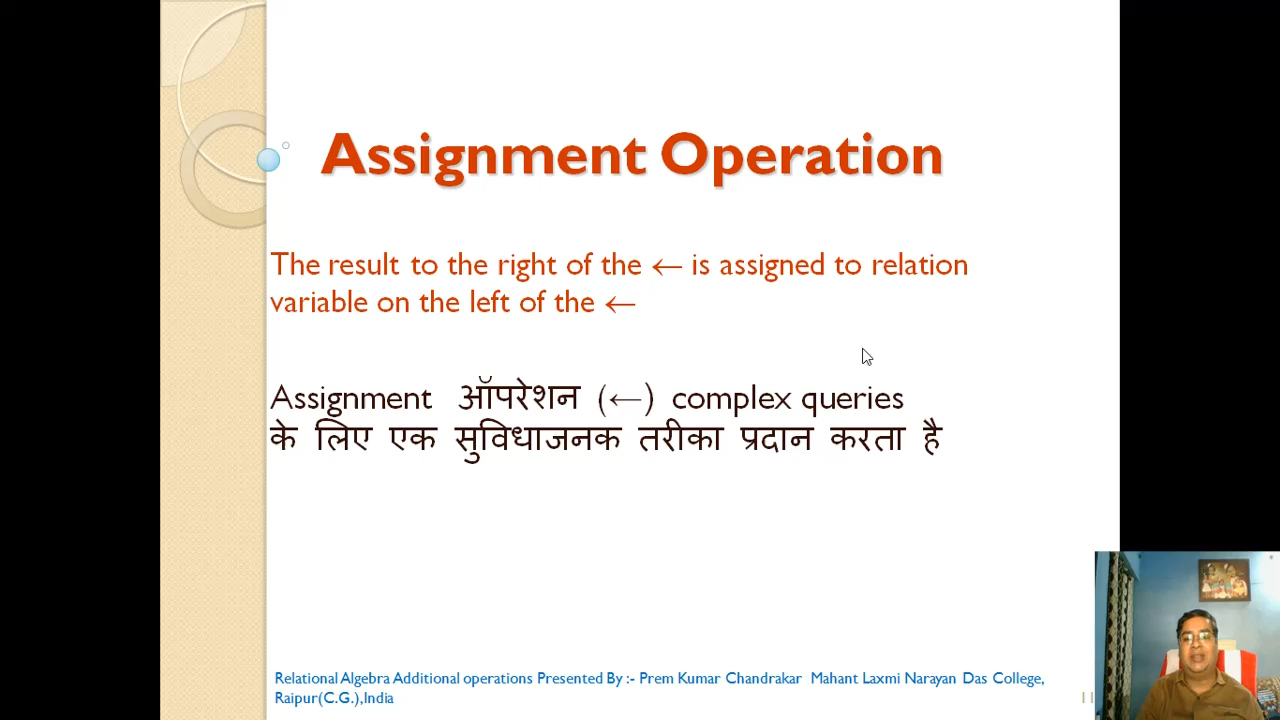 Assignment Operation
The result to the right of the ← is assigned to relation
variable on the left of the ←
Assignment ऑपरेशन (←) complex queries
के लिए एक सुविधाजनक तरीका प्रदान करता है
Relational Algebra Additional operations Presented By :- Prem Kumar Chandrakar Mahant Laxmi Narayan Das College,
Raipur(C.G.),India
11